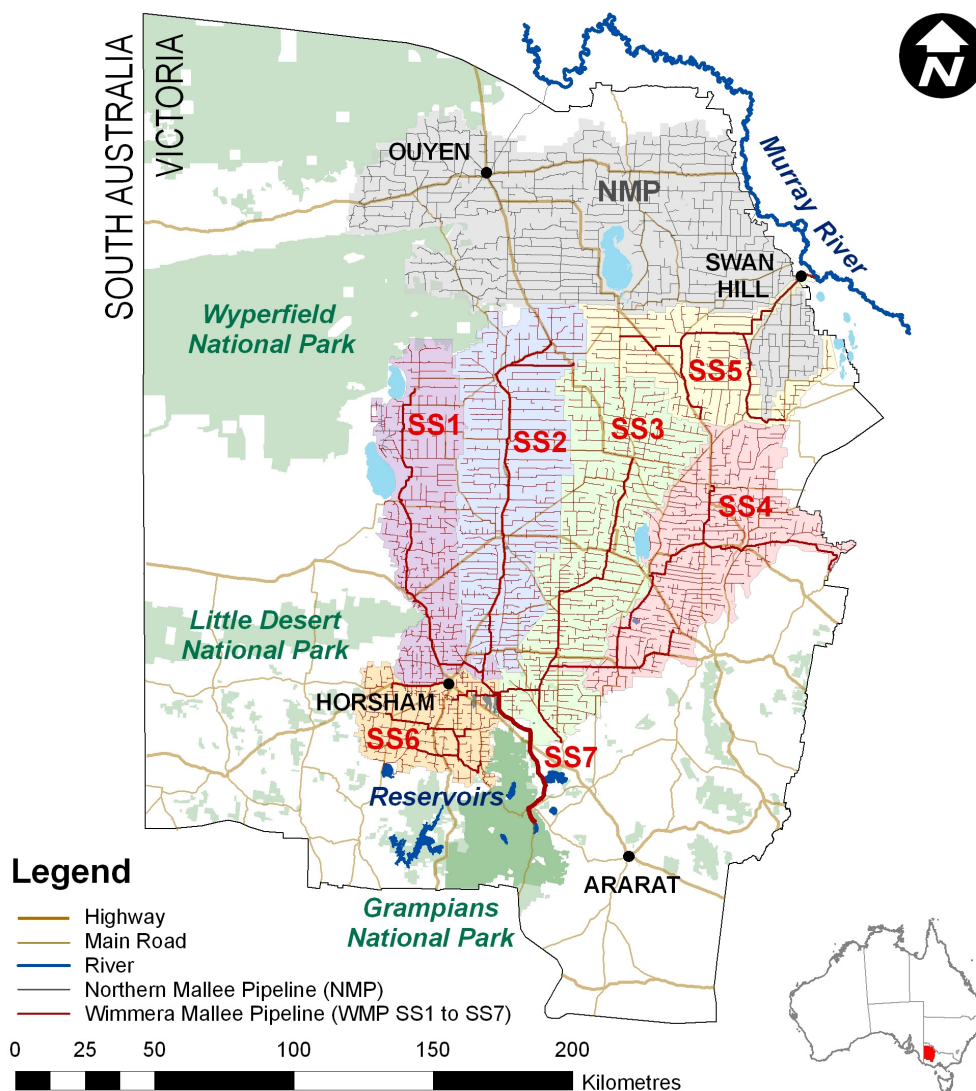 SOUTH AUSTRALIA
VICTORIA
N
OUYEN
NMP
Murray River
SWAN
HILL
Wyperfield
National Park
SS5
SS1
SS2
SS3
SS4
Little Desert
National Park
HORSHAM
SS6
SS7
Reservoirs
ARARAT
Grampians
National Park
Legend
Highway
Main Road
River
Northern Mallee Pipeline (NMP)
Wimmera Mallee Pipeline (WMP SS1 to SS7)
0 25 50 100 150 200
Kilometres